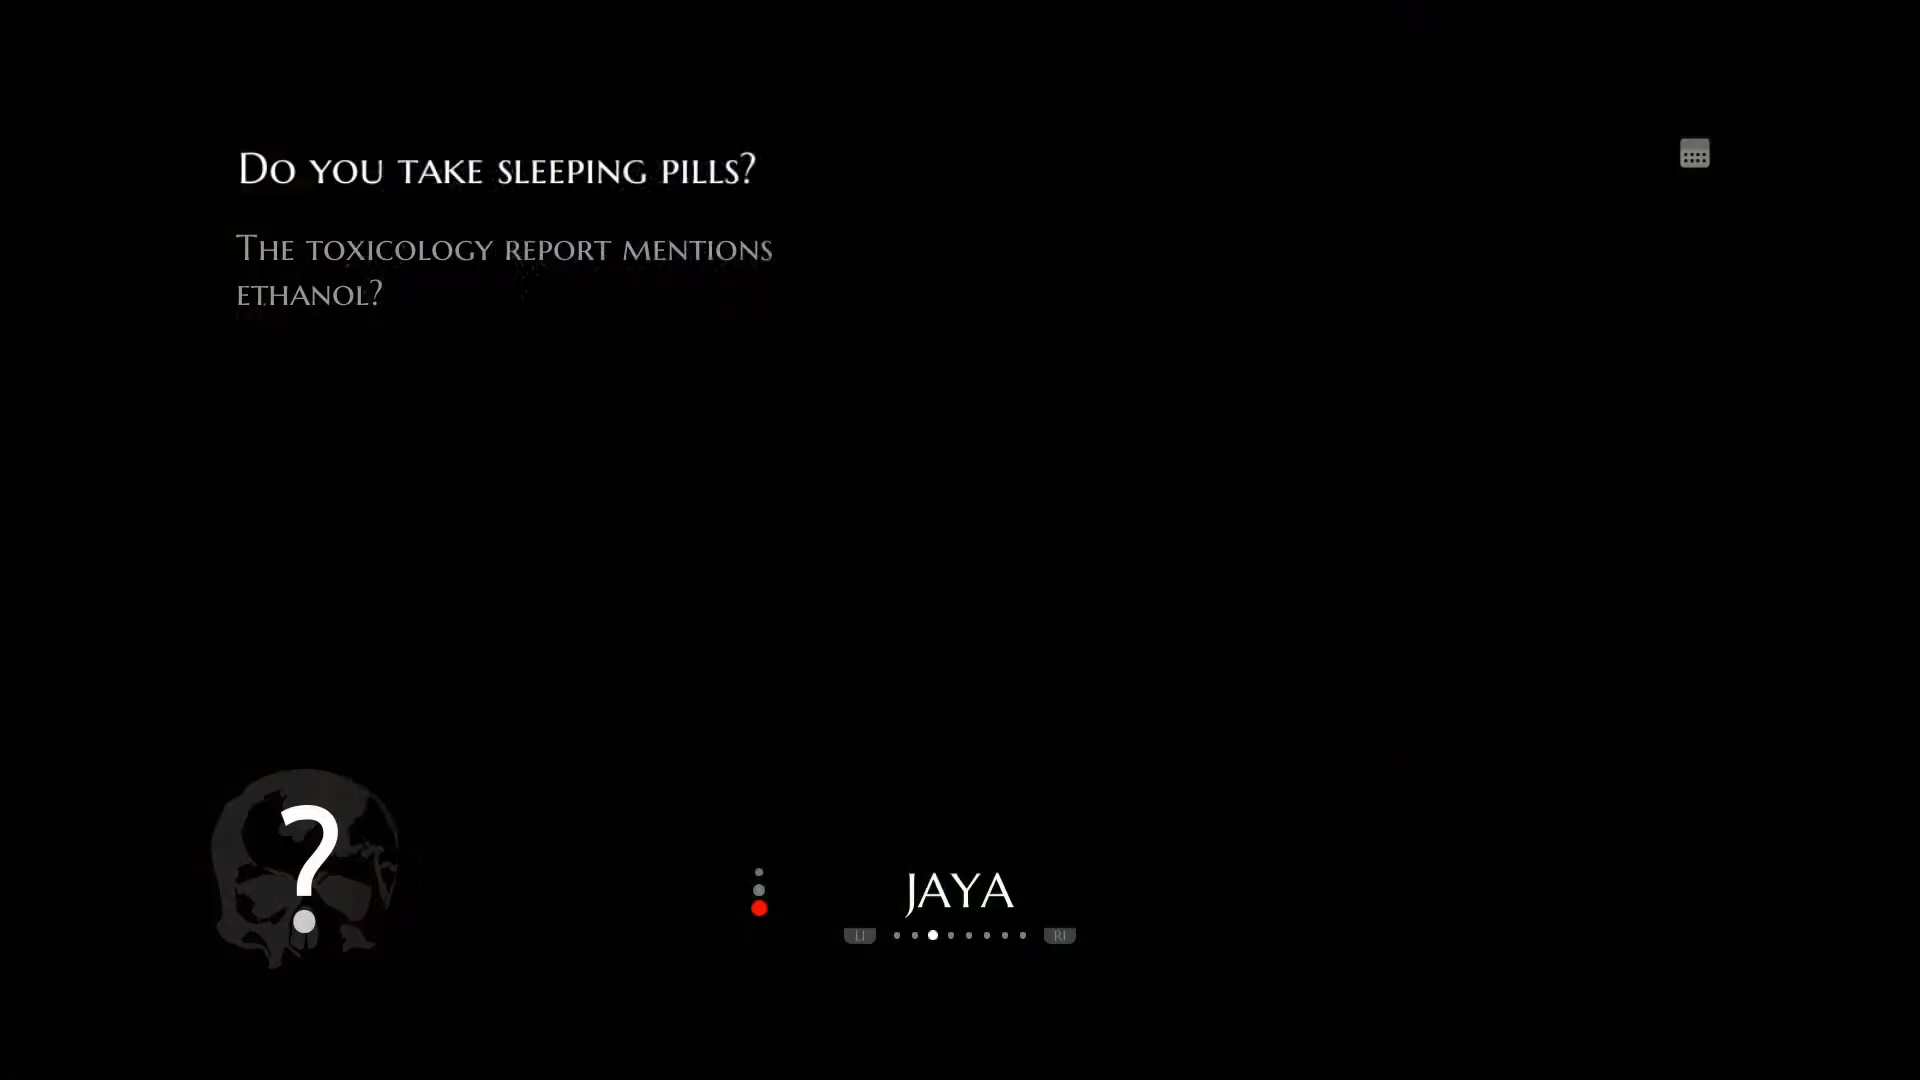 Do you take sleeping pills?
The toxicology report mentions
ethanol?
?
JAYA
L1
R1